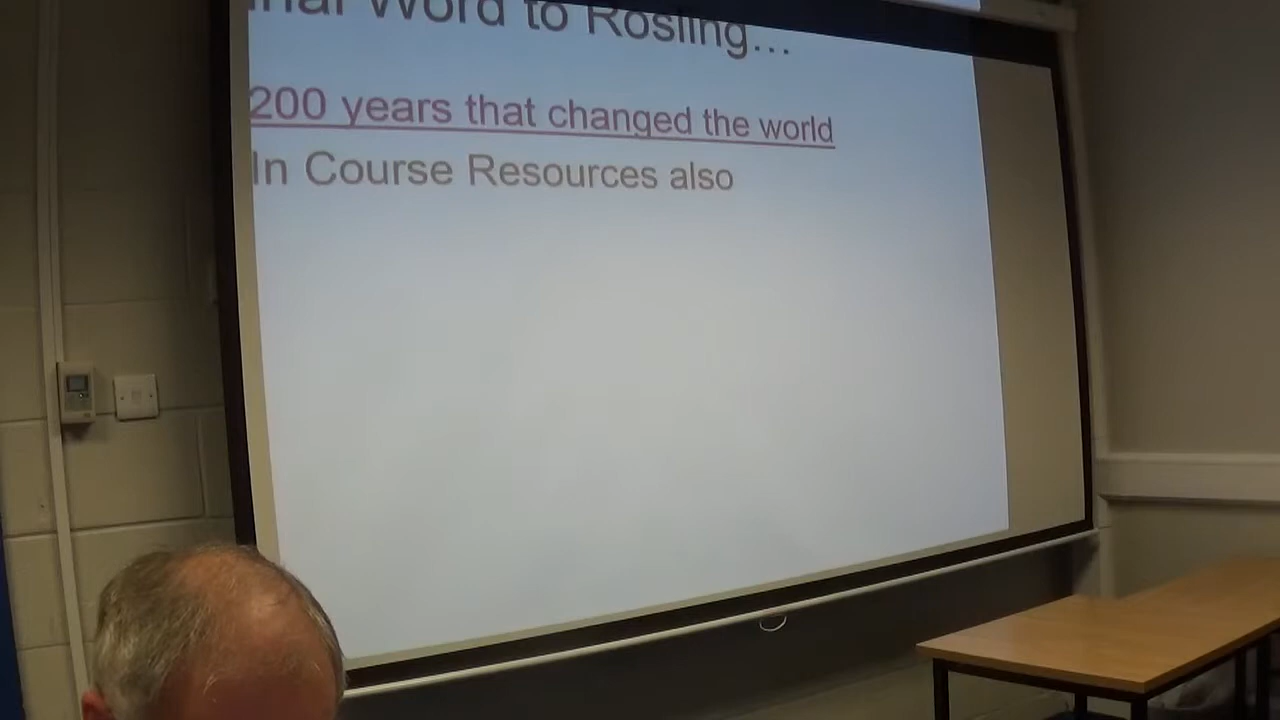 Word to Rosling...
200 years that changed the world
In Course Resources also